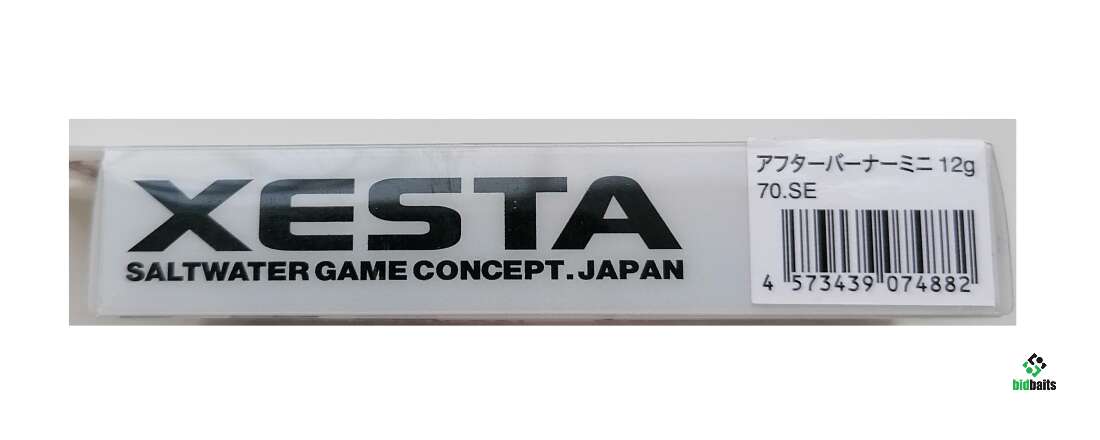 XESTA
SALTWATER GAME CONCEPT.JAPAN
アフターバーナーミニ 12g
70.SE
4 573439 074882
bidbaits